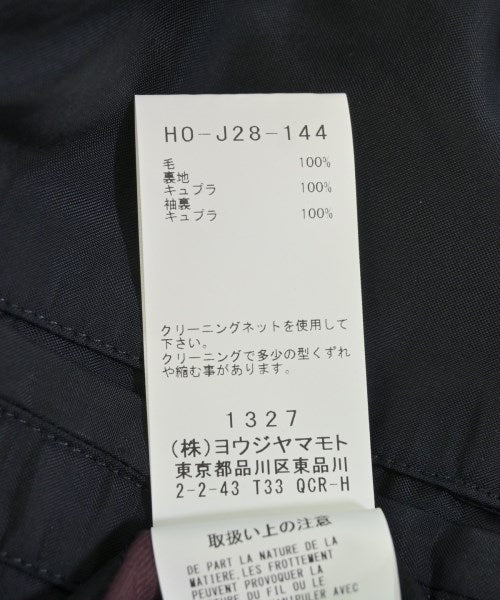 HO-J28-144
毛 100%
裏地
キュプラ 100%
袖裏
キュプラ 100%
クリーニングネットを使用して
下さい。
クリーニングで多少の型くずれ
や縮む事があります。
1327
(株)ヨウジヤマモト
東京都品川区東品川
2-2-43 T33 QCR-H
取扱い上の注意
DE PART LA NATURE DE LA
MATIERE, LES FROTTEMENT
PEUVENT PROVOQUER LA
DU FIL OU LE
AVEC